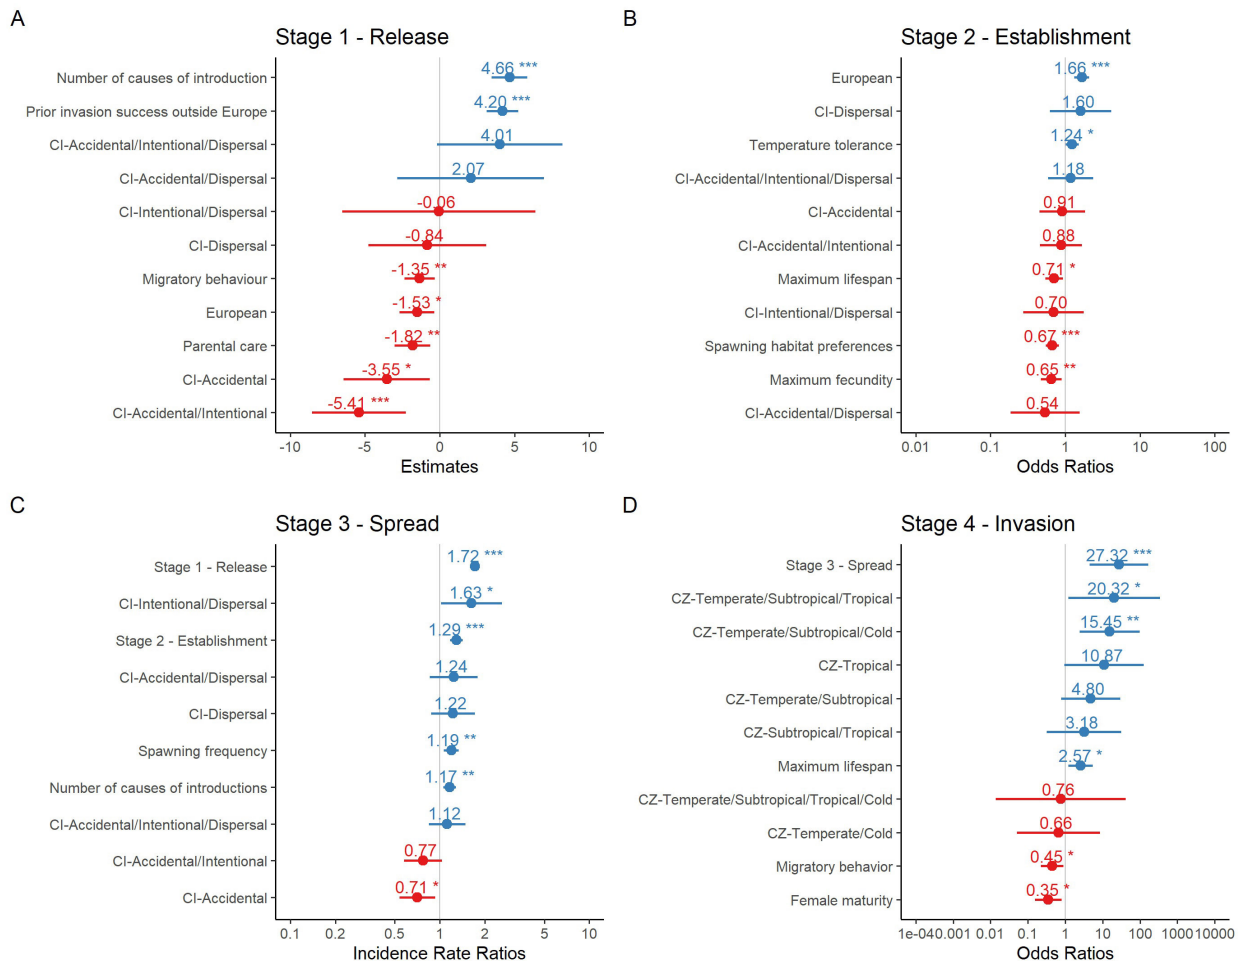 A
Stage 1 - Release
Number of causes of introduction
4.66 ***
Prior invasion success outside Europe
4.20 ***
CI-Accidental/Intentional/Dispersal
4.01
CI-Accidental/Dispersal
2.07
CI-Intentional/Dispersal
-0.06
CI-Dispersal
-0.84
Migratory behaviour
-1.35 **
European
-1.53 *
Parental care
-1.82 **
CI-Accidental
-3.55 *
CI-Accidental/Intentional
-5.41 ***
-10 -5 0 5 10
Estimates
B
Stage 2 - Establishment
European
1.66 ***
CI-Dispersal
1.60
Temperature tolerance
1.24 *
CI-Accidental/Intentional/Dispersal
1.18
CI-Accidental
0.91
CI-Accidental/Intentional
0.88
Maximum lifespan
0.71 *
CI-Intentional/Dispersal
0.70
Spawning habitat preferences
0.67 ***
Maximum fecundity
0.65 **
CI-Accidental/Dispersal
0.54
0.01 0.1 1 10 100
Odds Ratios
C
Stage 3 - Spread
Stage 1 - Release
1.72 ***
CI-Intentional/Dispersal
1.63 *
Stage 2 - Establishment
1.29 ***
CI-Accidental/Dispersal
1.24
CI-Dispersal
1.22
Spawning frequency
1.19 **
Number of causes of introductions
1.17 **
CI-Accidental/Intentional/Dispersal
1.12
CI-Accidental/Intentional
0.77
CI-Accidental
0.71 *
0.1 0.2 0.5 1 2 5 10
Incidence Rate Ratios
D
Stage 4 - Invasion
Stage 3 - Spread
27.32 ***
CZ-Temperate/Subtropical/Tropical
20.32 *
CZ-Temperate/Subtropical/Cold
15.45 **
CZ-Tropical
10.87
CZ-Temperate/Subtropical
4.80
CZ-Subtropical/Tropical
3.18
Maximum lifespan
2.57 *
CZ-Temperate/Subtropical/Tropical/Cold
0.76
CZ-Temperate/Cold
0.66
Migratory behavior
0.45 *
Female maturity
0.35 *
1e-04 0.001 0.01 0.1 1 10 100 1000 10000
Odds Ratios